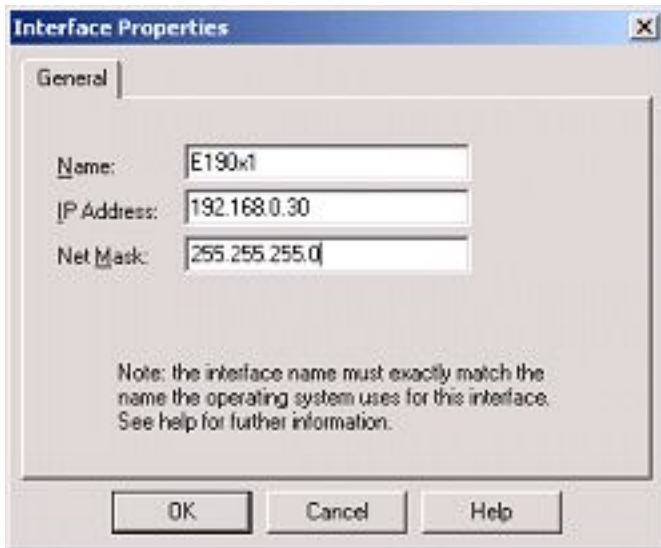 Interface Properties
General
Name: E190x1
IP Address: 192.168.0.30
Net Mask: 255.255.255.0
Note: the interface name must exactly match the
name the operating system uses for this interface.
See help for further information.
OK Cancel Help